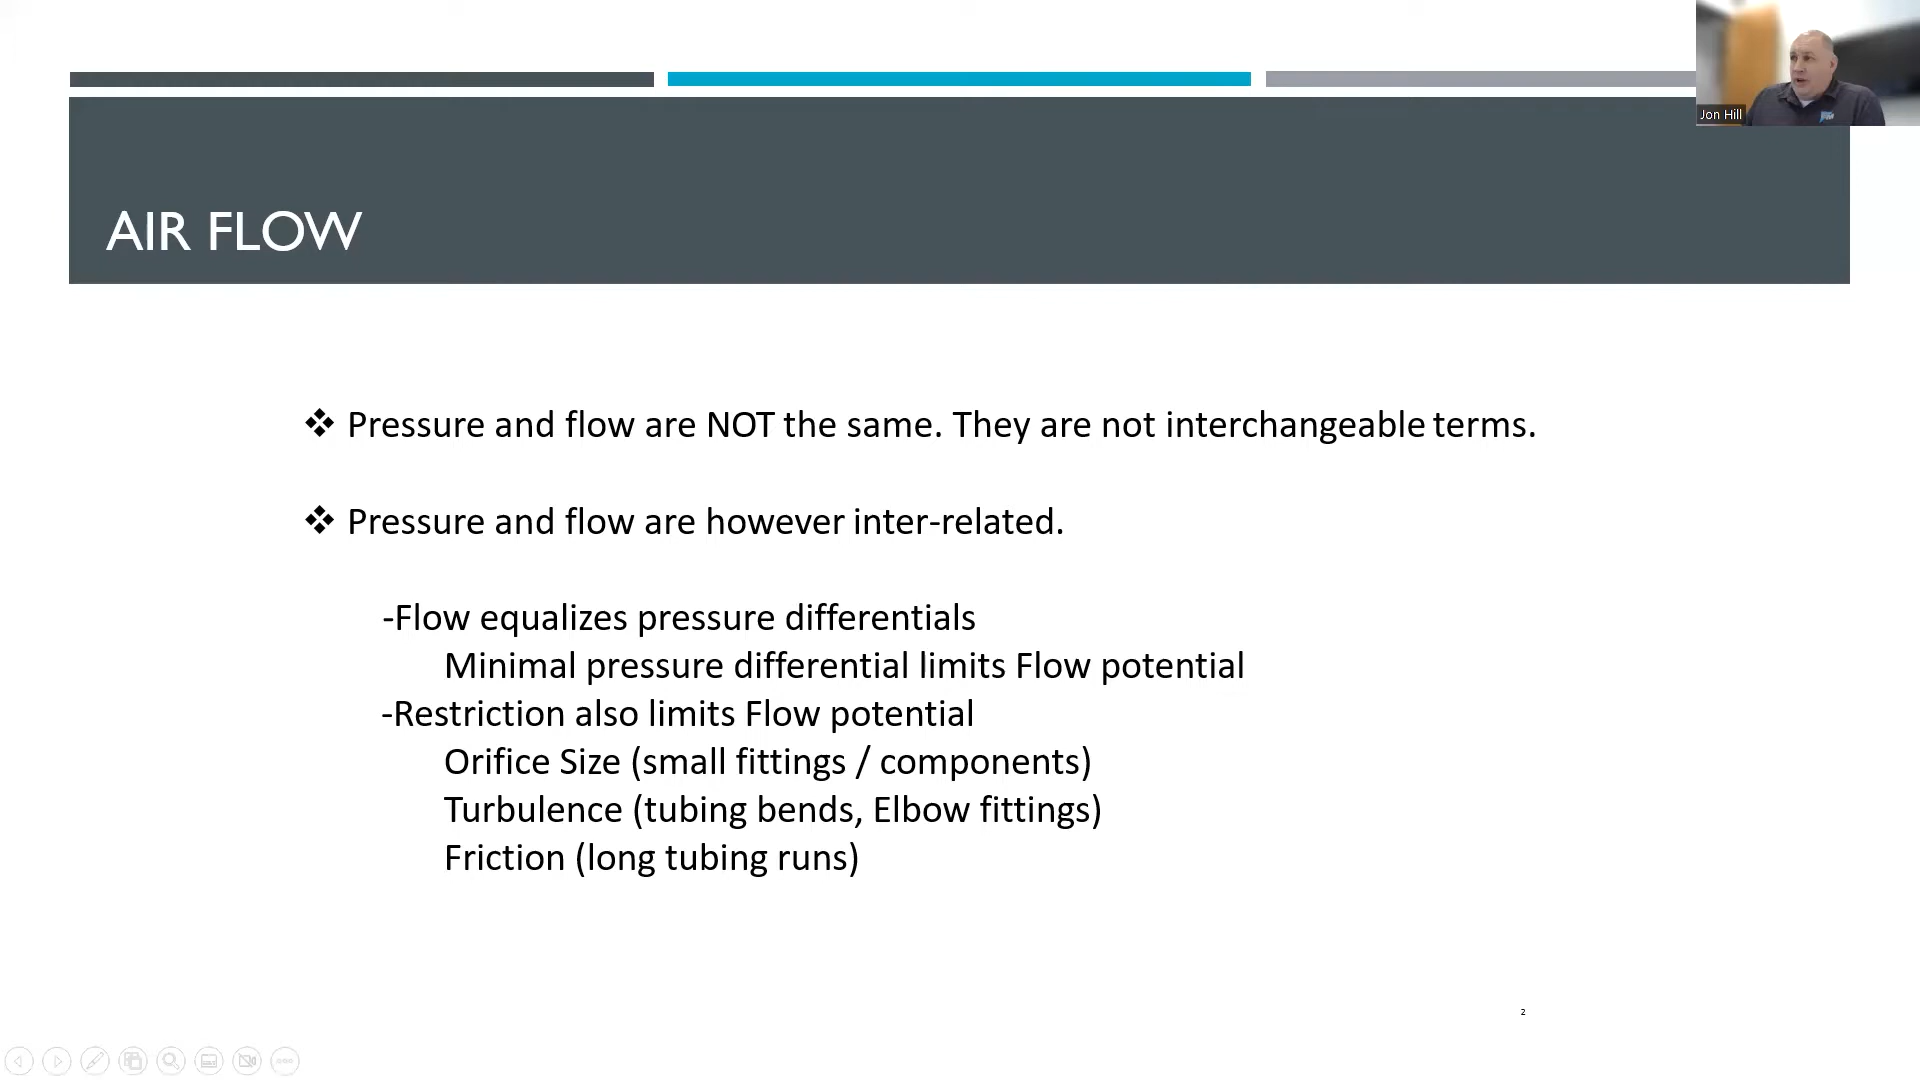 Jon Hill
AIR FLOW
Pressure and flow are NOT the same. They are not interchangeable terms.
Pressure and flow are however inter-related.
-Flow equalizes pressure differentials
Minimal pressure differential limits Flow potential
-Restriction also limits Flow potential
Orifice Size (small fittings / components)
Turbulence (tubing bends, Elbow fittings)
Friction (long tubing runs)
2